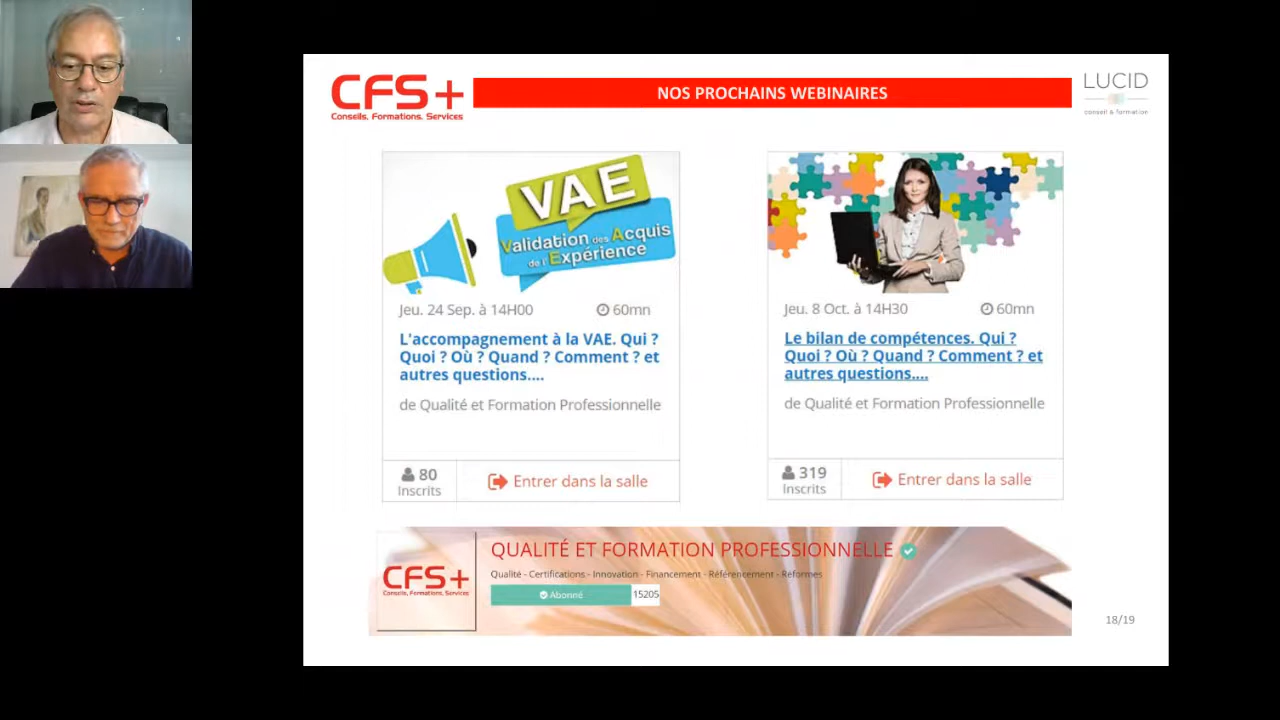 CFS+
Conseils, Formations, Services
NOS PROCHAINS WEBINAIRES
LUCID
conseil & formation
VAE
Validation des Acquis
de l'Expérience
Jeu. 24 Sep. à 14H00
60mn
L'accompagnement à la VAE. Qui ?
Quoi ? Où ? Quand ? Comment ? et
autres questions....
de Qualité et Formation Professionnelle
80
Inscrits
Entrer dans la salle
Jeu. 8 Oct. à 14H30
60mn
Le bilan de compétences. Qui ?
Quoi ? Où ? Quand ? Comment ? et
autres questions....
de Qualité et Formation Professionnelle
319
Inscrits
Entrer dans la salle
CFS+
Conseils, Formations, Services
QUALITÉ ET FORMATION PROFESSIONNELLE
Qualité - Certifications - Innovation - Financement - Référencement - Réformes
Abonné
15205
18/19